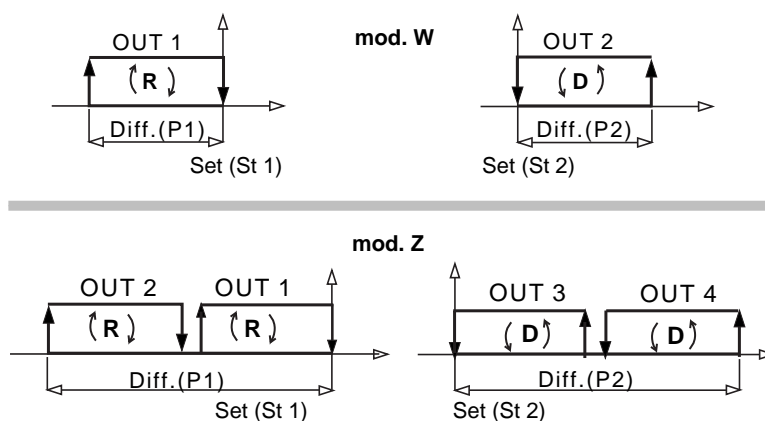 OUT 1
mod. W
OUT 2
R
D
Diff.(P1)
Diff.(P2)
Set (St 1)
Set (St 2)
mod. Z
OUT 2
OUT 1
OUT 3
OUT 4
R
R
D
D
Diff.(P1)
Diff.(P2)
Set (St 1)
Set (St 2)